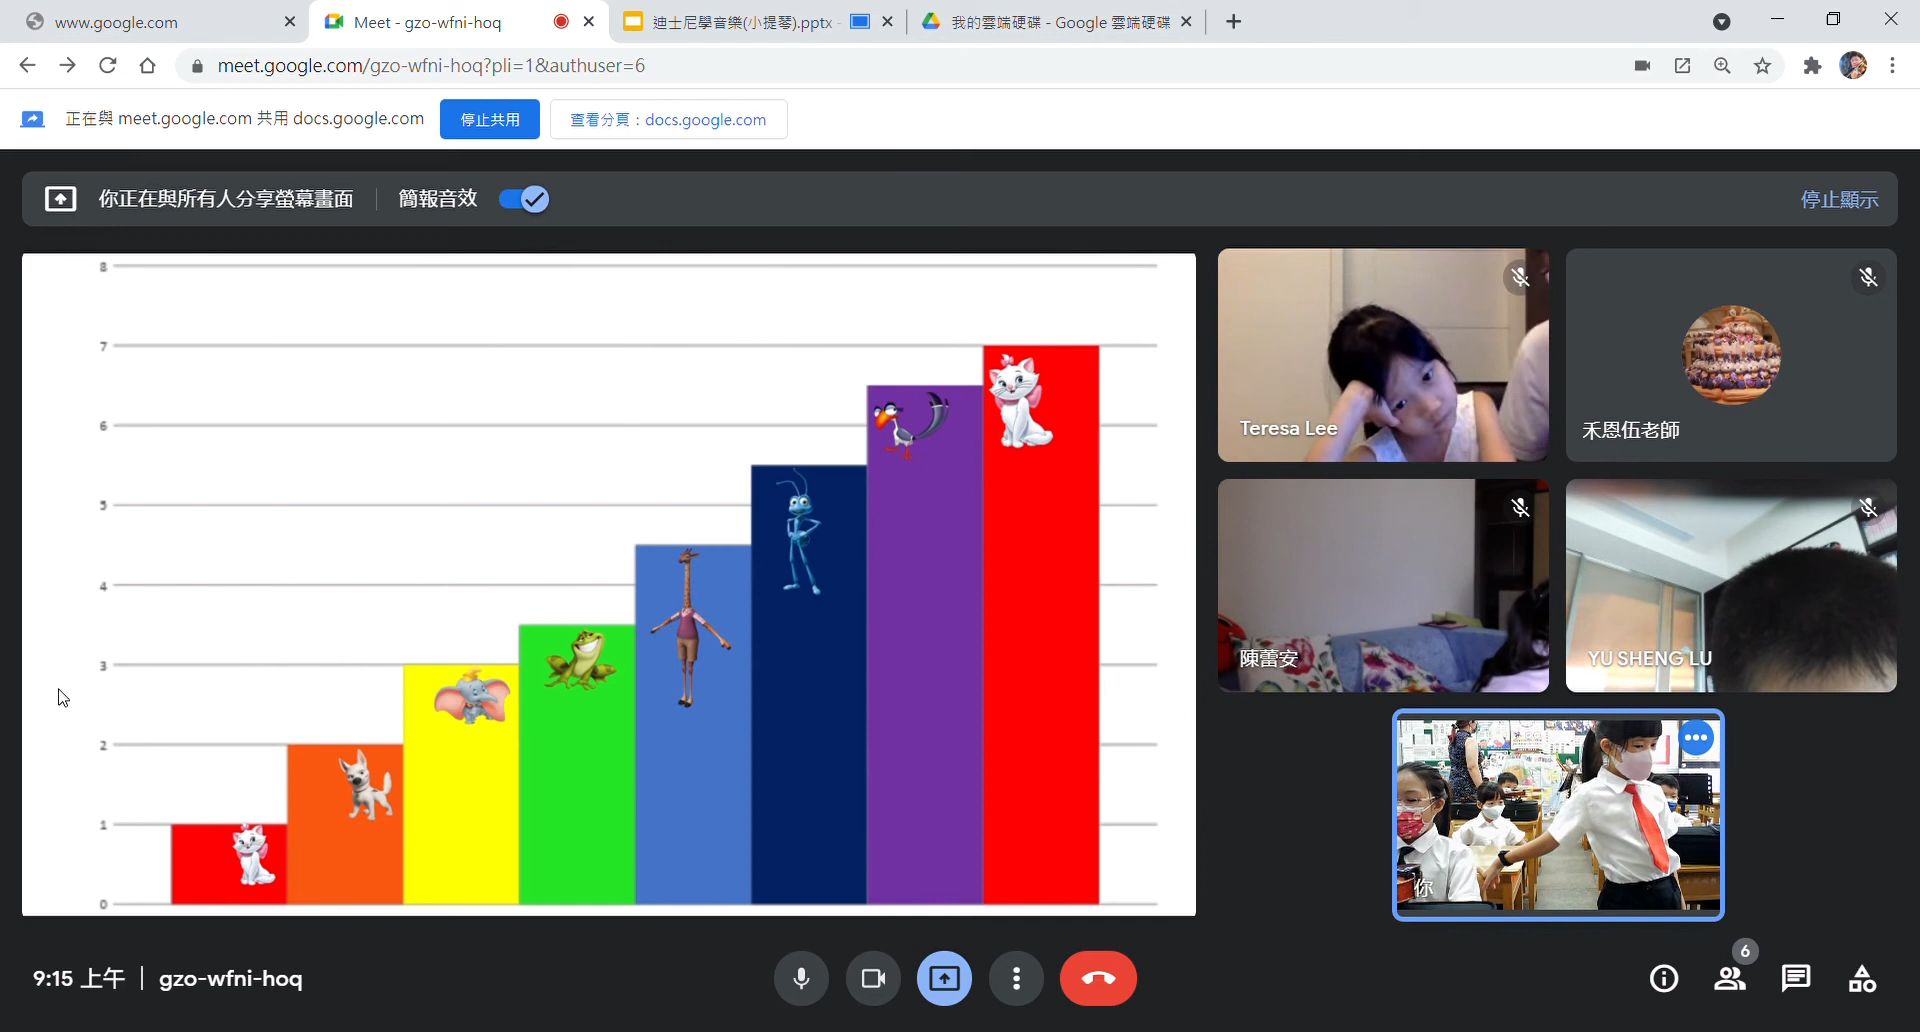 www.google.com
Meet - gzo-wfni-hoq
迪士尼學音樂(小提琴).pptx -
我的雲端硬碟 - Google 雲端硬碟
meet.google.com/gzo-wfni-hoq?pli=1&authuser=6
正在與 meet.google.com 共用 docs.google.com
停止共用
查看分頁：docs.google.com
你正在與所有人分享螢幕畫面
簡報音效
停止顯示
8
7
6
5
4
3
2
1
0
Teresa Lee
禾恩伍老師
陳蕾安
YU SHENG LU
你
9:15 上午
gzo-wfni-hoq
6